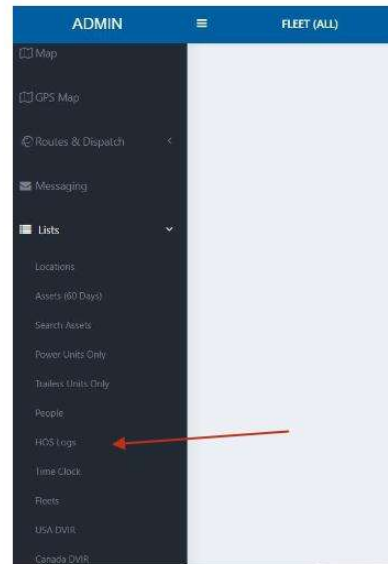 ADMIN
FLEET (ALL)
Map
GPS Map
Routes & Dispatch
Messaging
Lists
Locations
Assets (60 Days)
Search Assets
Power Units Only
Trailers Units Only
People
HOS Logs
Time Clock
Fleets
USA DVIR
Canada DVIR